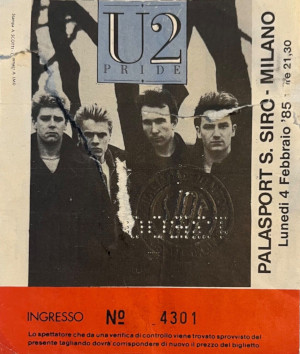 U2
PRIDE
PALASPORT S. SIRO - MILANO
Lunedì 4 Febbraio '85 ore 21,30
INGRESSO Nº 4301
Lo spettatore che da una verifica di controllo viene trovato sprovvisto del
presente tagliando dovrà corrispondere di nuovo il prezzo del biglietto.